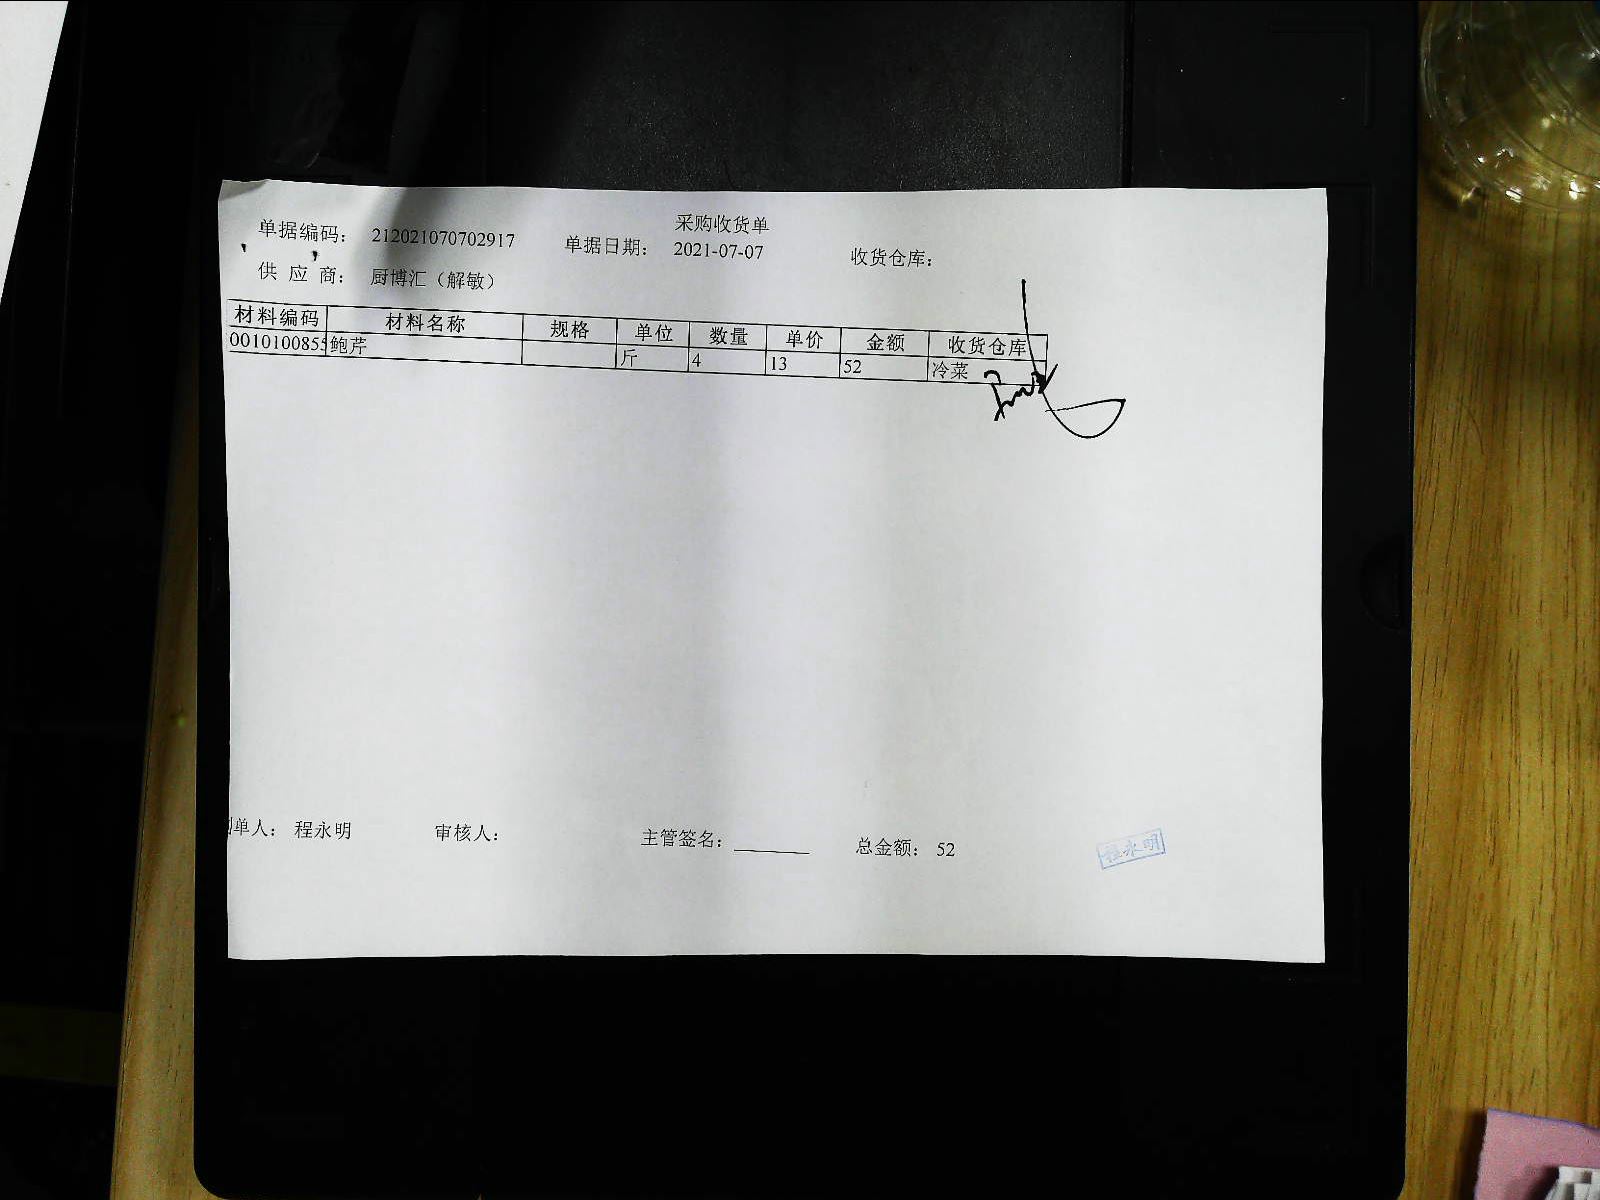 采购收货单
单据编码： 212021070702917 单据日期： 2021-07-07 收货仓库：
供 应 商： 厨博汇（解敏）
材料编码 材料名称 规格 单位 数量 单价 金额 收货仓库
0010100855 鲍芹 斤 4 13 52 冷菜
制单人： 程永明 审核人： 主管签名： 总金额： 52
程永明